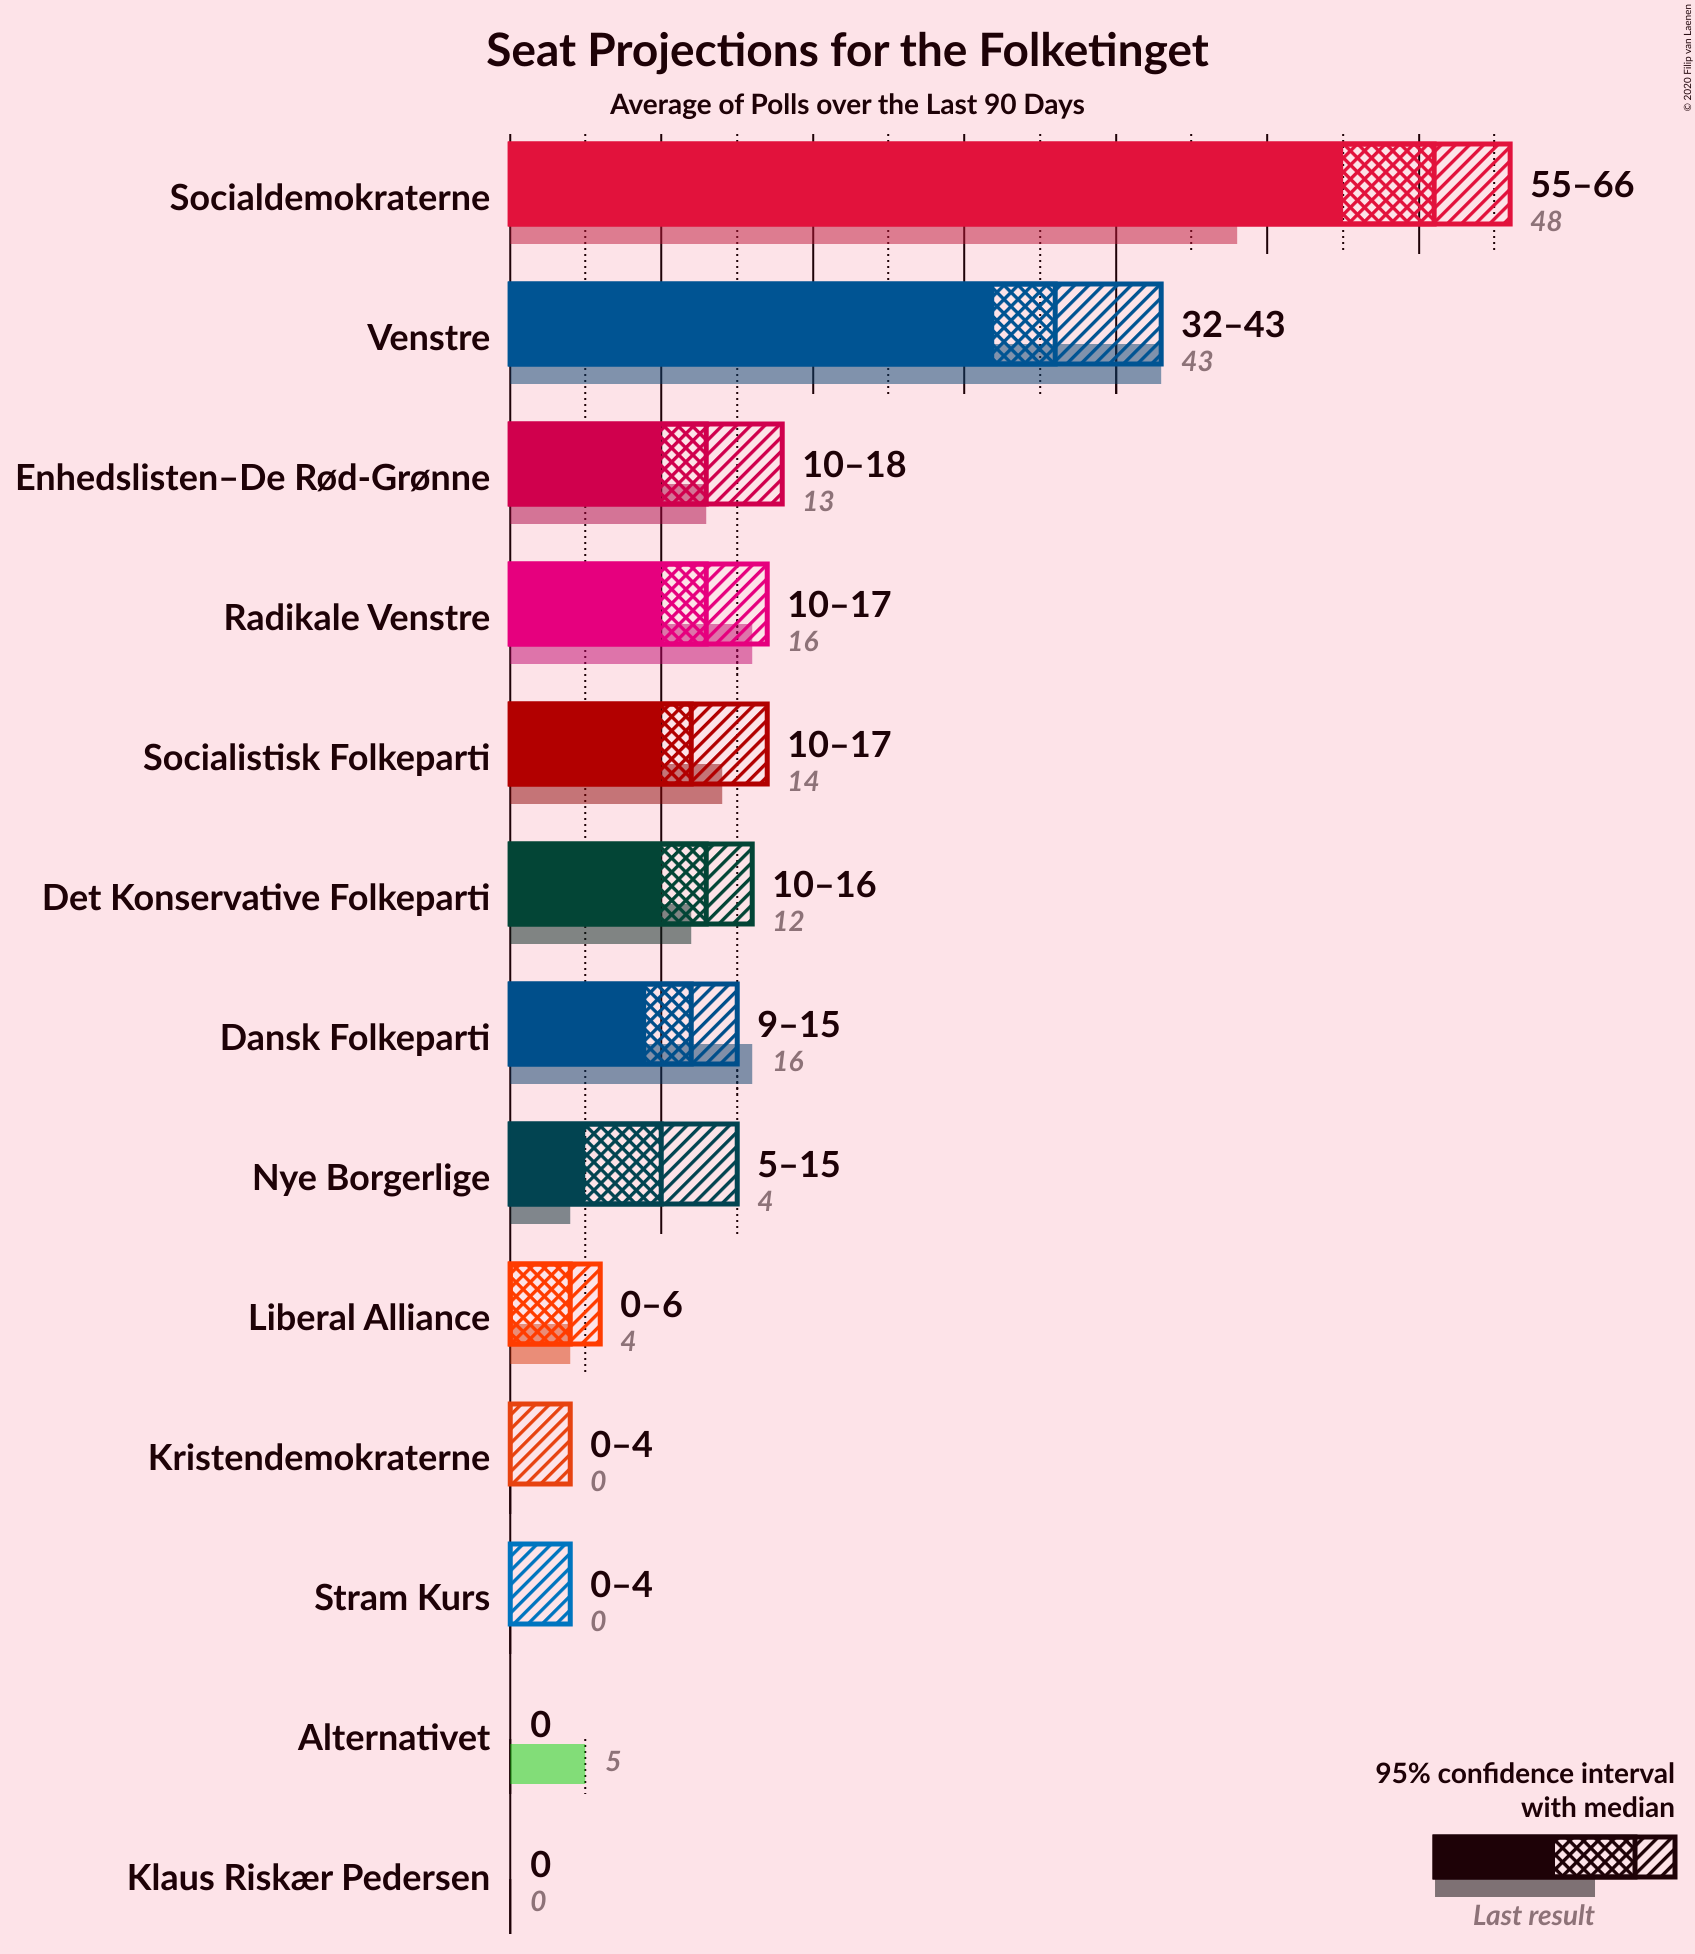 Seat Projections for the Folketinget
Average of Polls over the Last 90 Days
© 2020 Filip van Laenen
Socialdemokraterne
55–66
48
Venstre
32–43
43
Enhedslisten–De Rød-Grønne
10–18
13
Radikale Venstre
10–17
16
Socialistisk Folkeparti
10–17
14
Det Konservative Folkeparti
10–16
12
Dansk Folkeparti
9–15
16
Nye Borgerlige
5–15
4
Liberal Alliance
0–6
4
Kristendemokraterne
0–4
0
Stram Kurs
0–4
0
Alternativet
0
5
Klaus Riskær Pedersen
0
0
95% confidence interval
with median
Last result